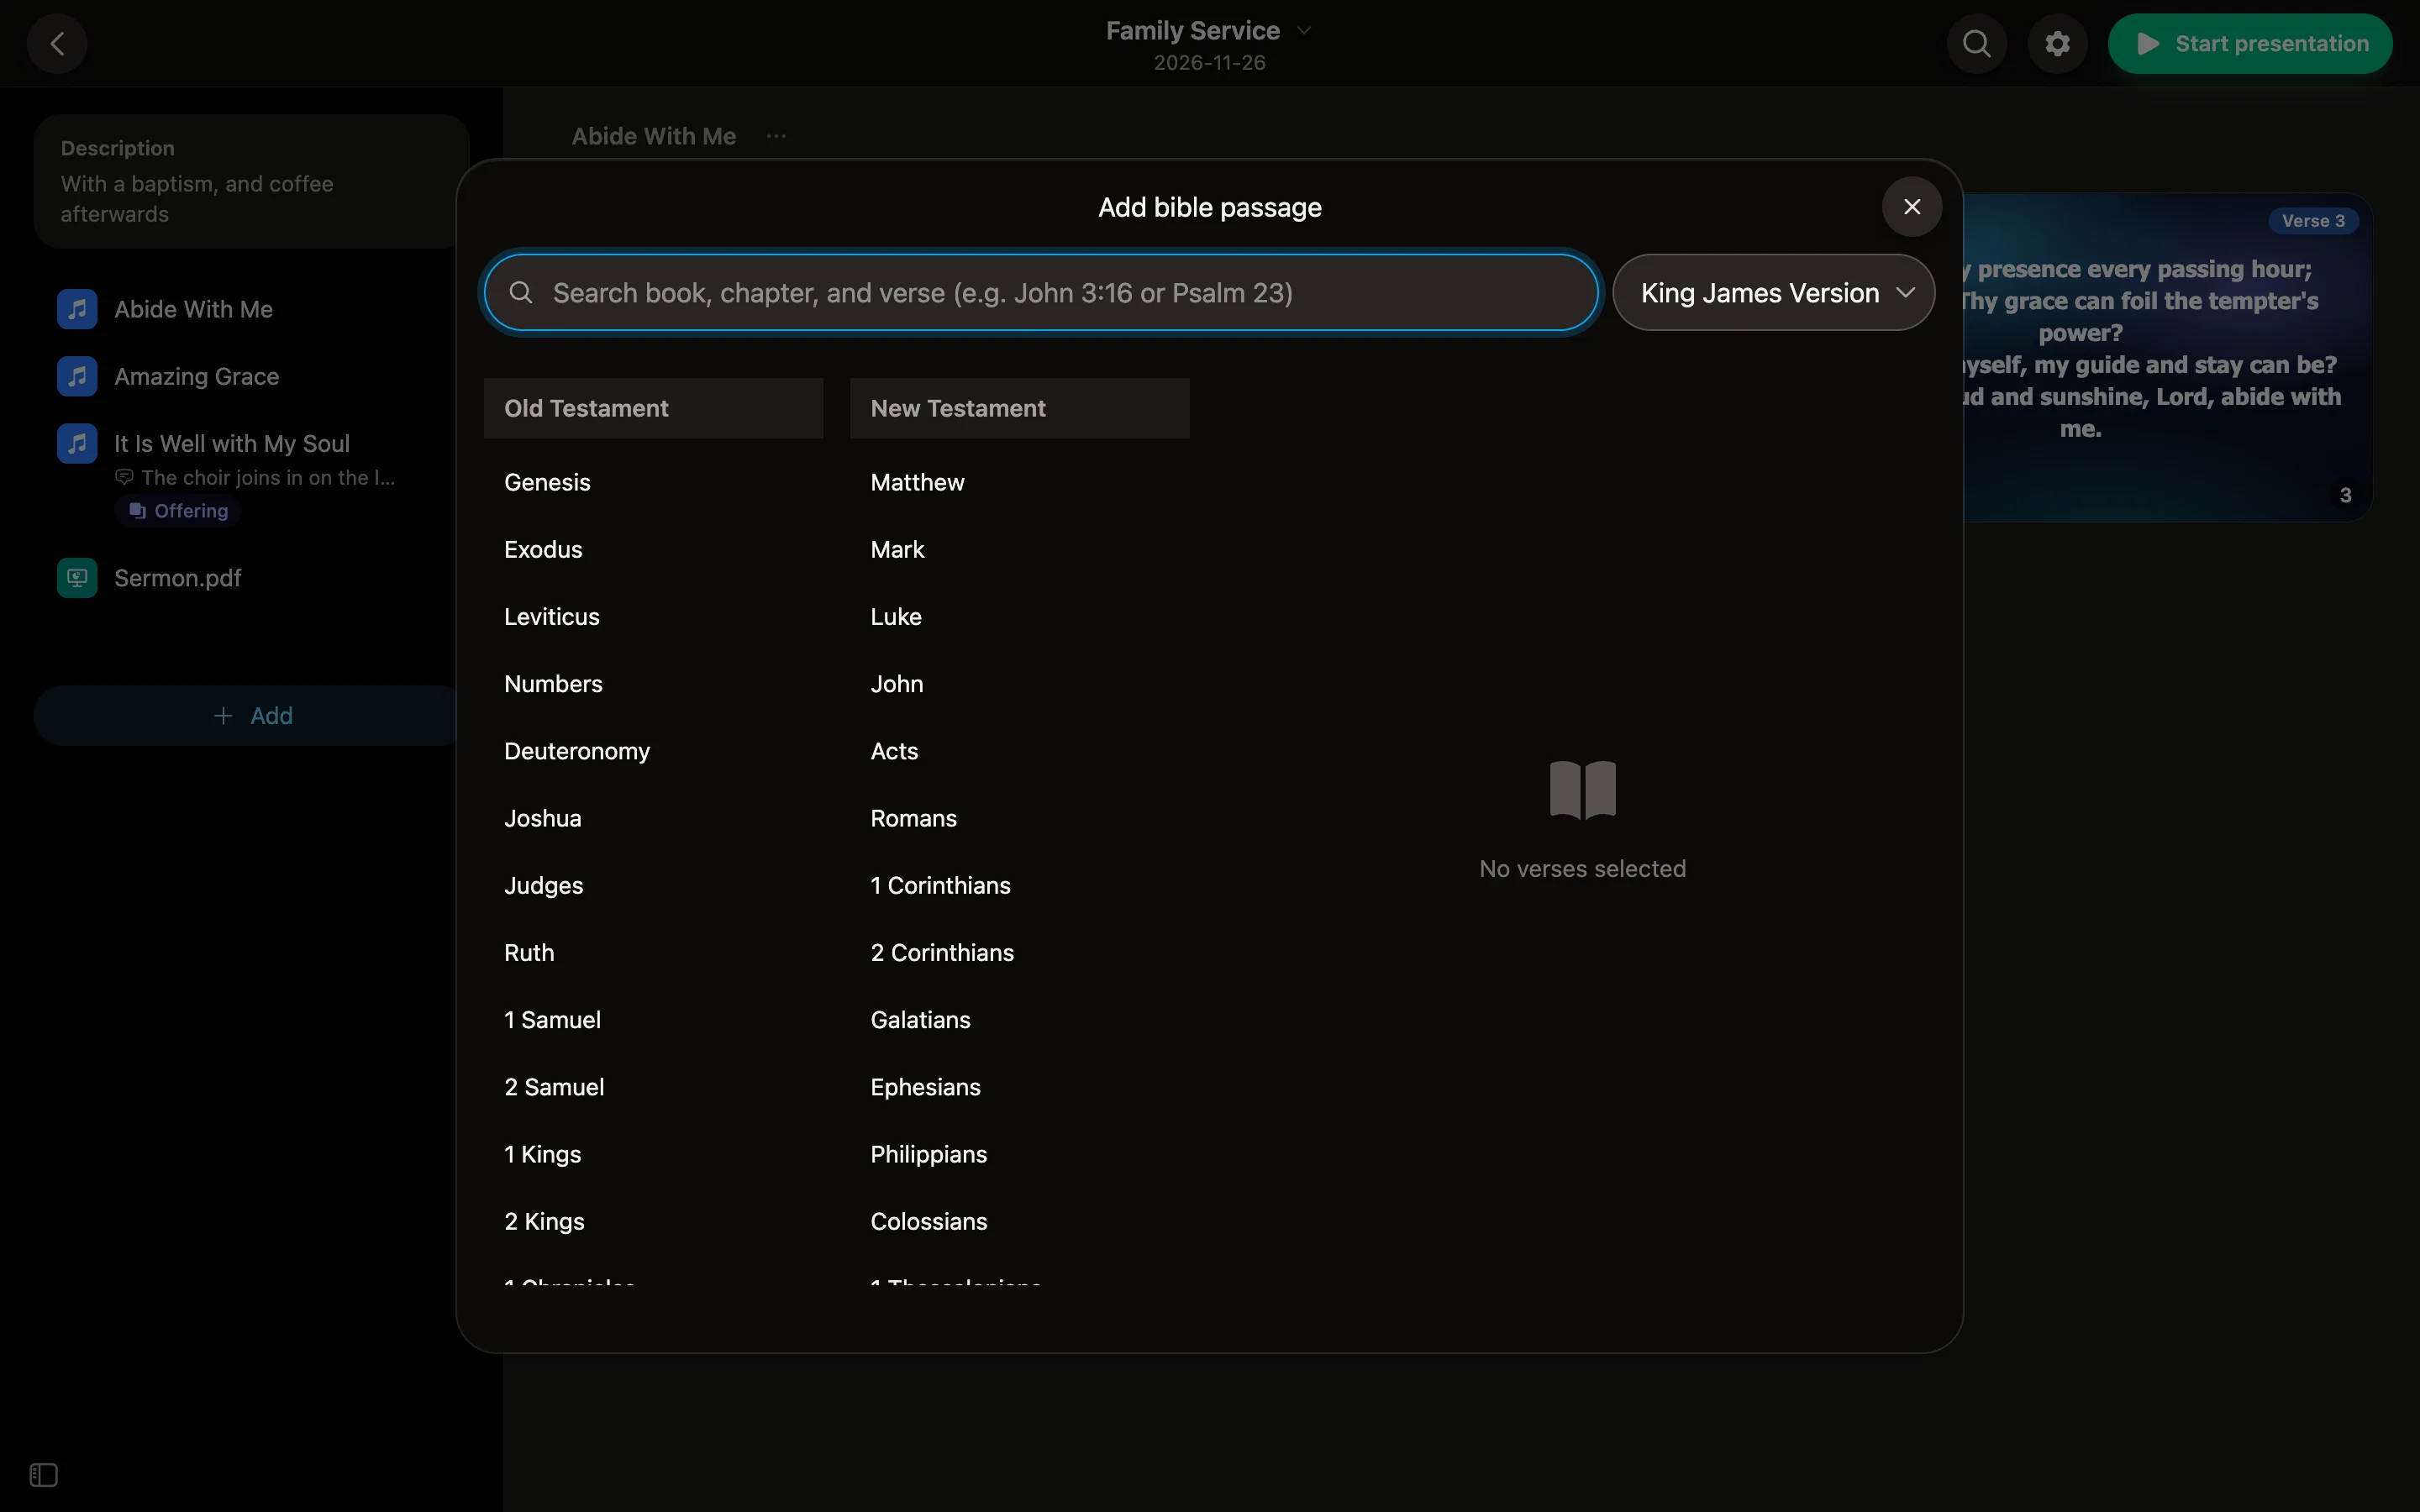 Family Service
2026-11-26
Start presentation
Description
With a baptism, and coffee
afterwards
Abide With Me
Amazing Grace
It Is Well with My Soul
The choir joins in on the l...
Offering
Sermon.pdf
Add
Abide With Me
Add bible passage
Search book, chapter, and verse (e.g. John 3:16 or Psalm 23)
King James Version
Old Testament
Genesis
Exodus
Leviticus
Numbers
Deuteronomy
Joshua
Judges
Ruth
1 Samuel
2 Samuel
1 Kings
2 Kings
1 Chronicles
New Testament
Matthew
Mark
Luke
John
Acts
Romans
1 Corinthians
2 Corinthians
Galatians
Ephesians
Philippians
Colossians
1 Thessalonians
No verses selected
Verse 3
presence every passing hour;
Thy grace can foil the tempter's
power?
my guide and stay can be?
and sunshine, Lord, abide with
me.
3